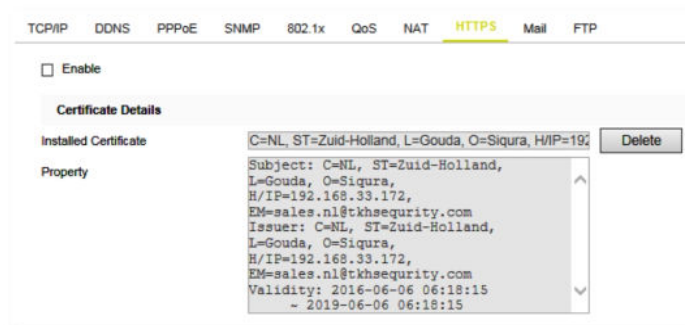 TCP/IP DDNS PPPoE SNMP 802.1x QoS NAT HTTPS Mail FTP
Enable
Certificate Details
Installed Certificate C=NL, ST=Zuid-Holland, L=Gouda, O=Siqura, H/IP=192 Delete
Property Subject: C=NL, ST=Zuid-Holland,
L=Gouda, O=Siqura,
H/IP=192.168.33.172,
EM=sales.nl@tkhsequrity.com
Issuer: C=NL, ST=Zuid-Holland,
L=Gouda, O=Siqura,
H/IP=192.168.33.172,
EM=sales.nl@tkhsequrity.com
Validity: 2016-06-06 06:18:15
~ 2019-06-06 06:18:15